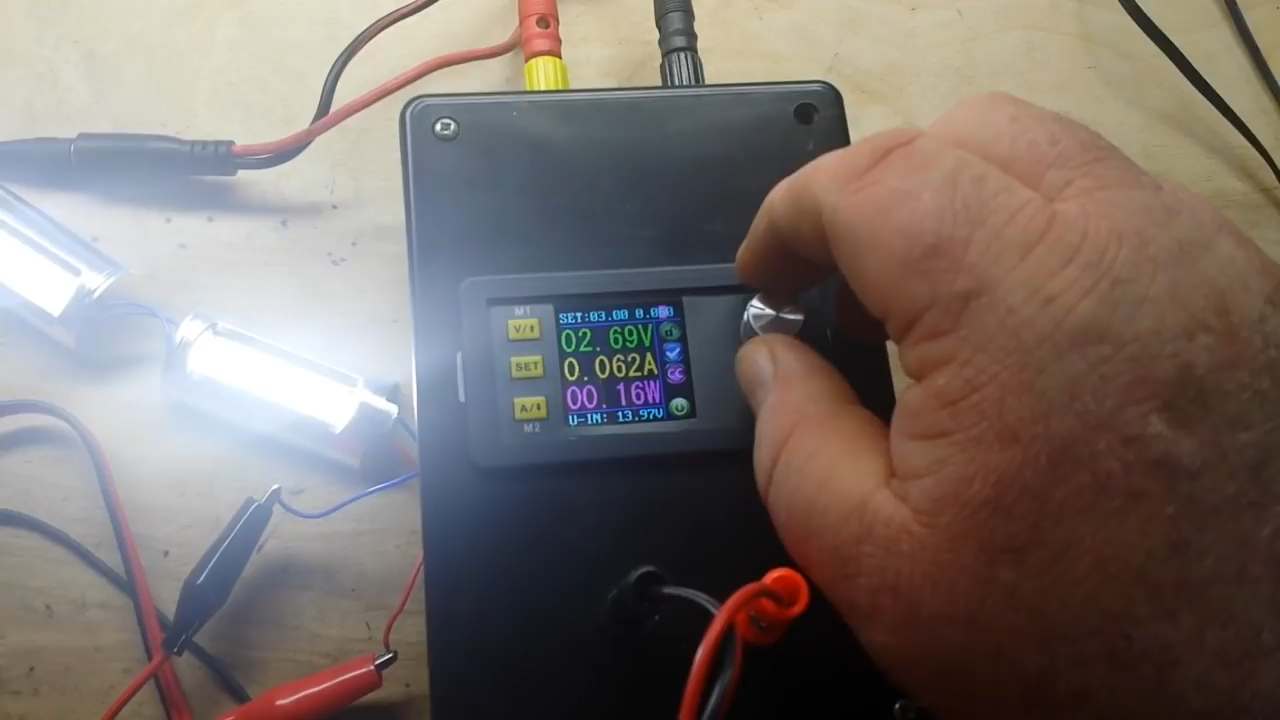 M1
V/⬍
SET
A/⬍
M2
SET:03.00
02.69V
0.062A
CC
00.16W
U-IN: 13.97V